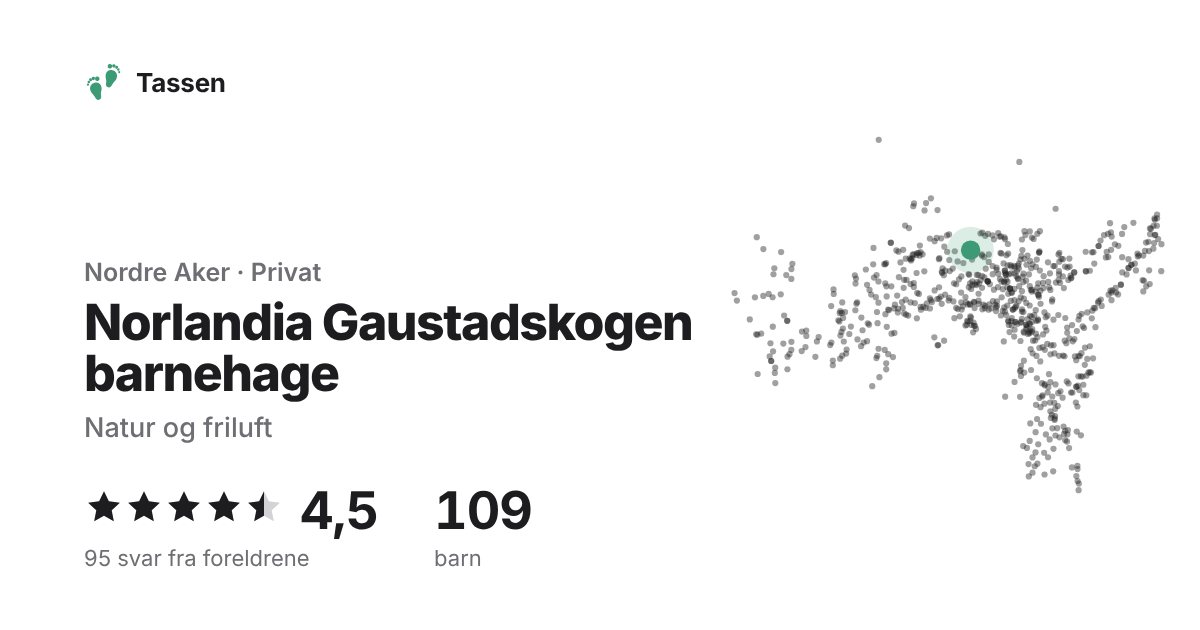 Tassen
Nordre Aker · Privat
Norlandia Gaustadskogen
barnehage
Natur og friluft
4,5
109
95 svar fra foreldrene
barn